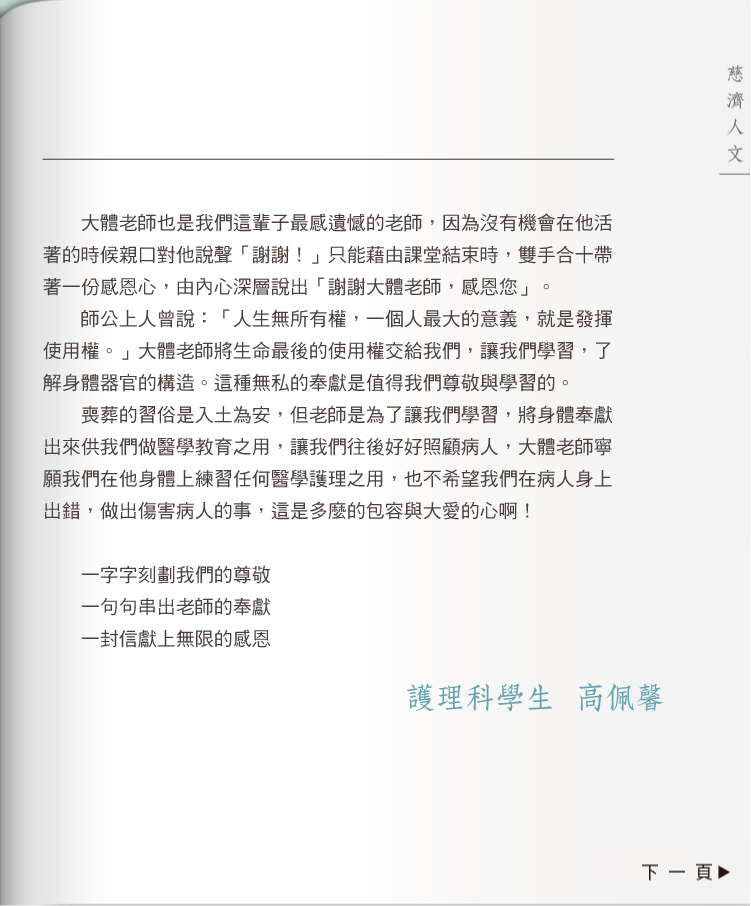 慈濟人文
大體老師也是我們這輩子最感遺憾的老師，因為沒有機會在他活
著的時候親口對他說聲「謝謝！」只能藉由課堂結束時，雙手合十帶
著一份感恩心，由內心深層說出「謝謝大體老師，感恩您」。
師公上人曾說：「人生無所有權，一個人最大的意義，就是發揮
使用權。」大體老師將生命最後的使用權交給我們，讓我們學習，了
解身體器官的構造。這種無私的奉獻是值得我們尊敬與學習的。
喪葬的習俗是入土為安，但老師是為了讓我們學習，將身體奉獻
出來供我們做醫學教育之用，讓我們往後好好照顧病人，大體老師寧
願我們在他身體上練習任何醫學護理之用，也不希望我們在病人身上
出錯，做出傷害病人的事，這是多麼的包容與大愛的心啊！
一字字刻劃我們的尊敬
一句句串出老師的奉獻
一封信獻上無限的感恩
護理科學生 高佩馨
下一頁▶